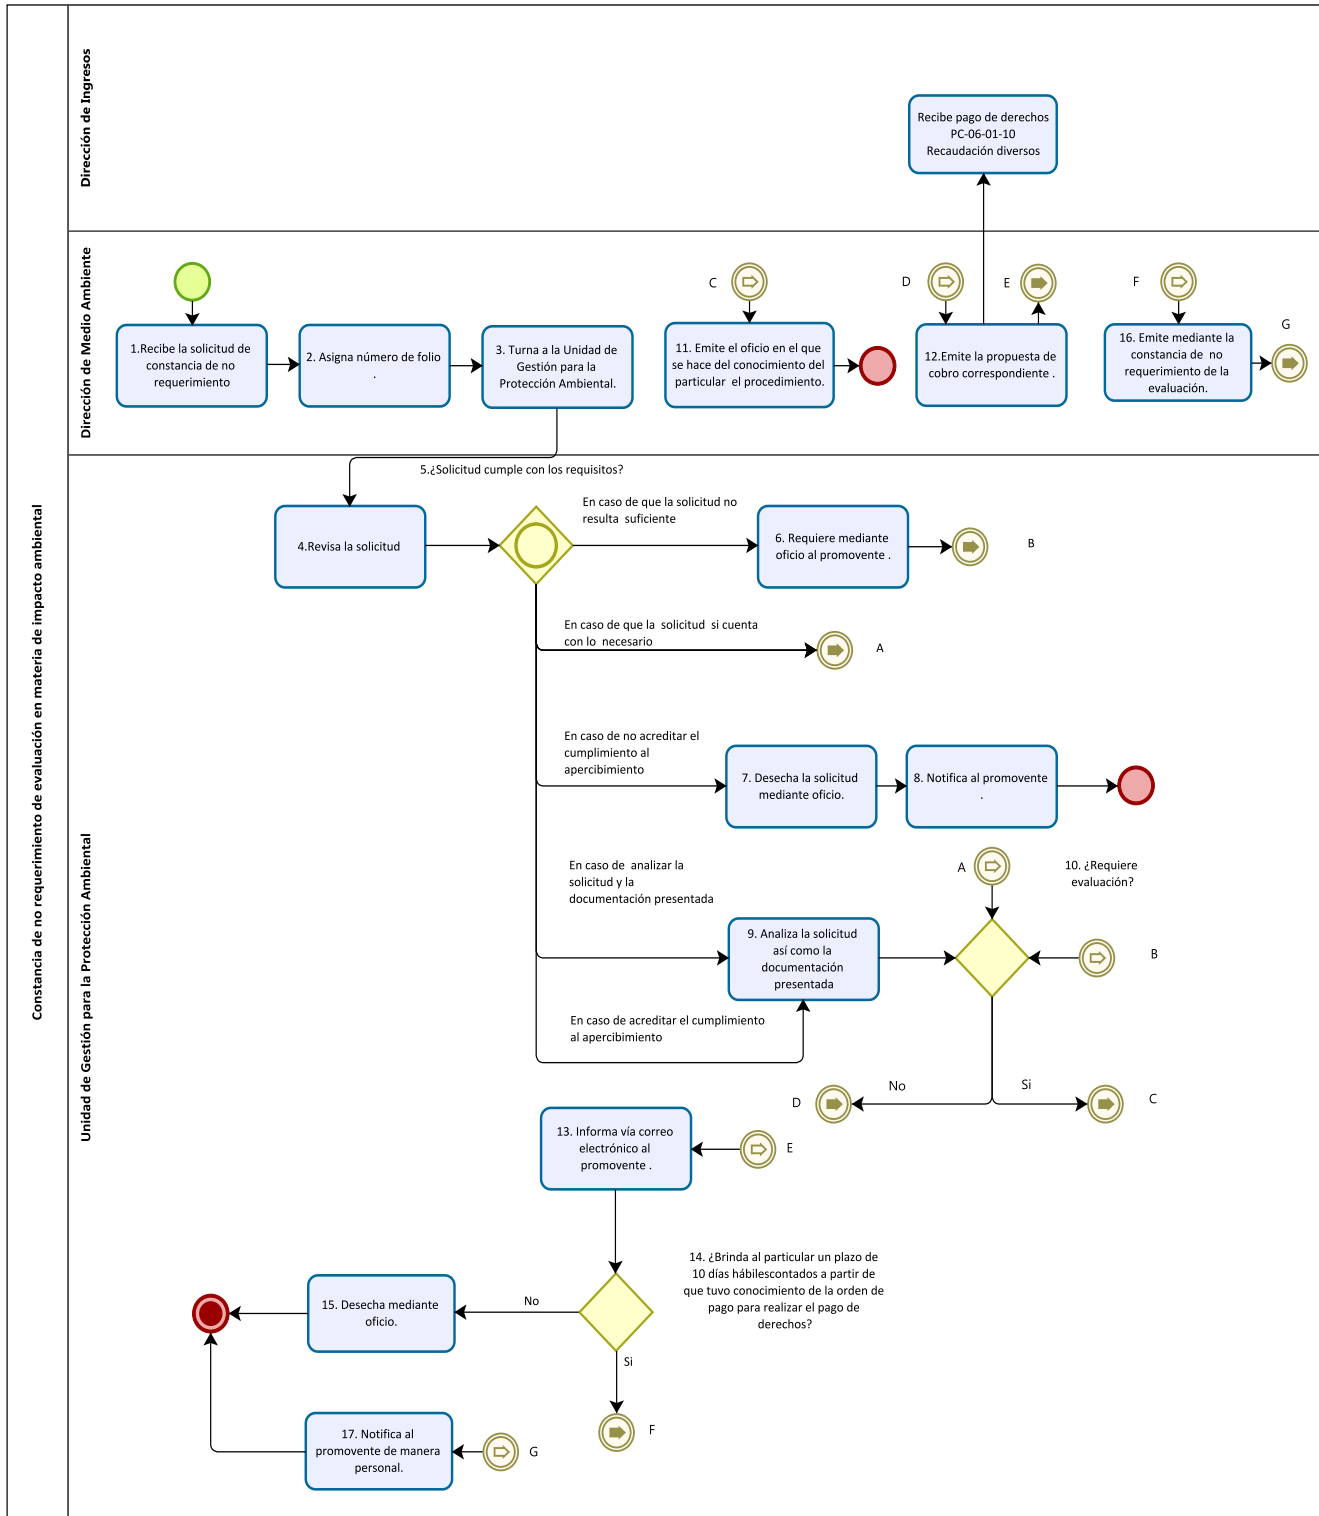 Constancia de no requerimiento de evaluación en materia de impacto ambiental
Dirección de Ingresos
Recibe pago de derechos
PC-06-01-10
Recaudación diversos
Dirección de Medio Ambiente
1.Recibe la solicitud de
constancia de no
requerimiento
2. Asigna número de folio
.
3. Turna a la Unidad de
Gestión para la
Protección Ambiental.
C
11. Emite el oficio en el que
se hace del conocimiento del
particular el procedimiento.
D
E
12.Emite la propuesta de
cobro correspondiente .
F
16. Emite mediante la
constancia de no
requerimiento de la
evaluación.
G
Unidad de Gestión para la Protección Ambiental
5.¿Solicitud cumple con los requisitos?
4.Revisa la solicitud
En caso de que la solicitud no
resulta suficiente
6. Requiere mediante
oficio al promovente .
B
En caso de que la solicitud si cuenta
con lo necesario
A
En caso de no acreditar el
cumplimiento al
apercibimiento
7. Desecha la solicitud
mediante oficio.
8. Notifica al promovente
.
En caso de analizar la
solicitud y la
documentación presentada
A
10. ¿Requiere
evaluación?
9. Analiza la solicitud
así como la
documentación
presentada
B
En caso de acreditar el cumplimiento
al apercibimiento
No
Si
D
C
13. Informa vía correo
electrónico al
promovente .
E
14. ¿Brinda al particular un plazo de
10 días hábilescontados a partir de
que tuvo conocimiento de la orden de
pago para realizar el pago de
derechos?
15. Desecha mediante
oficio.
No
Si
F
17. Notifica al
promovente de manera
personal.
G